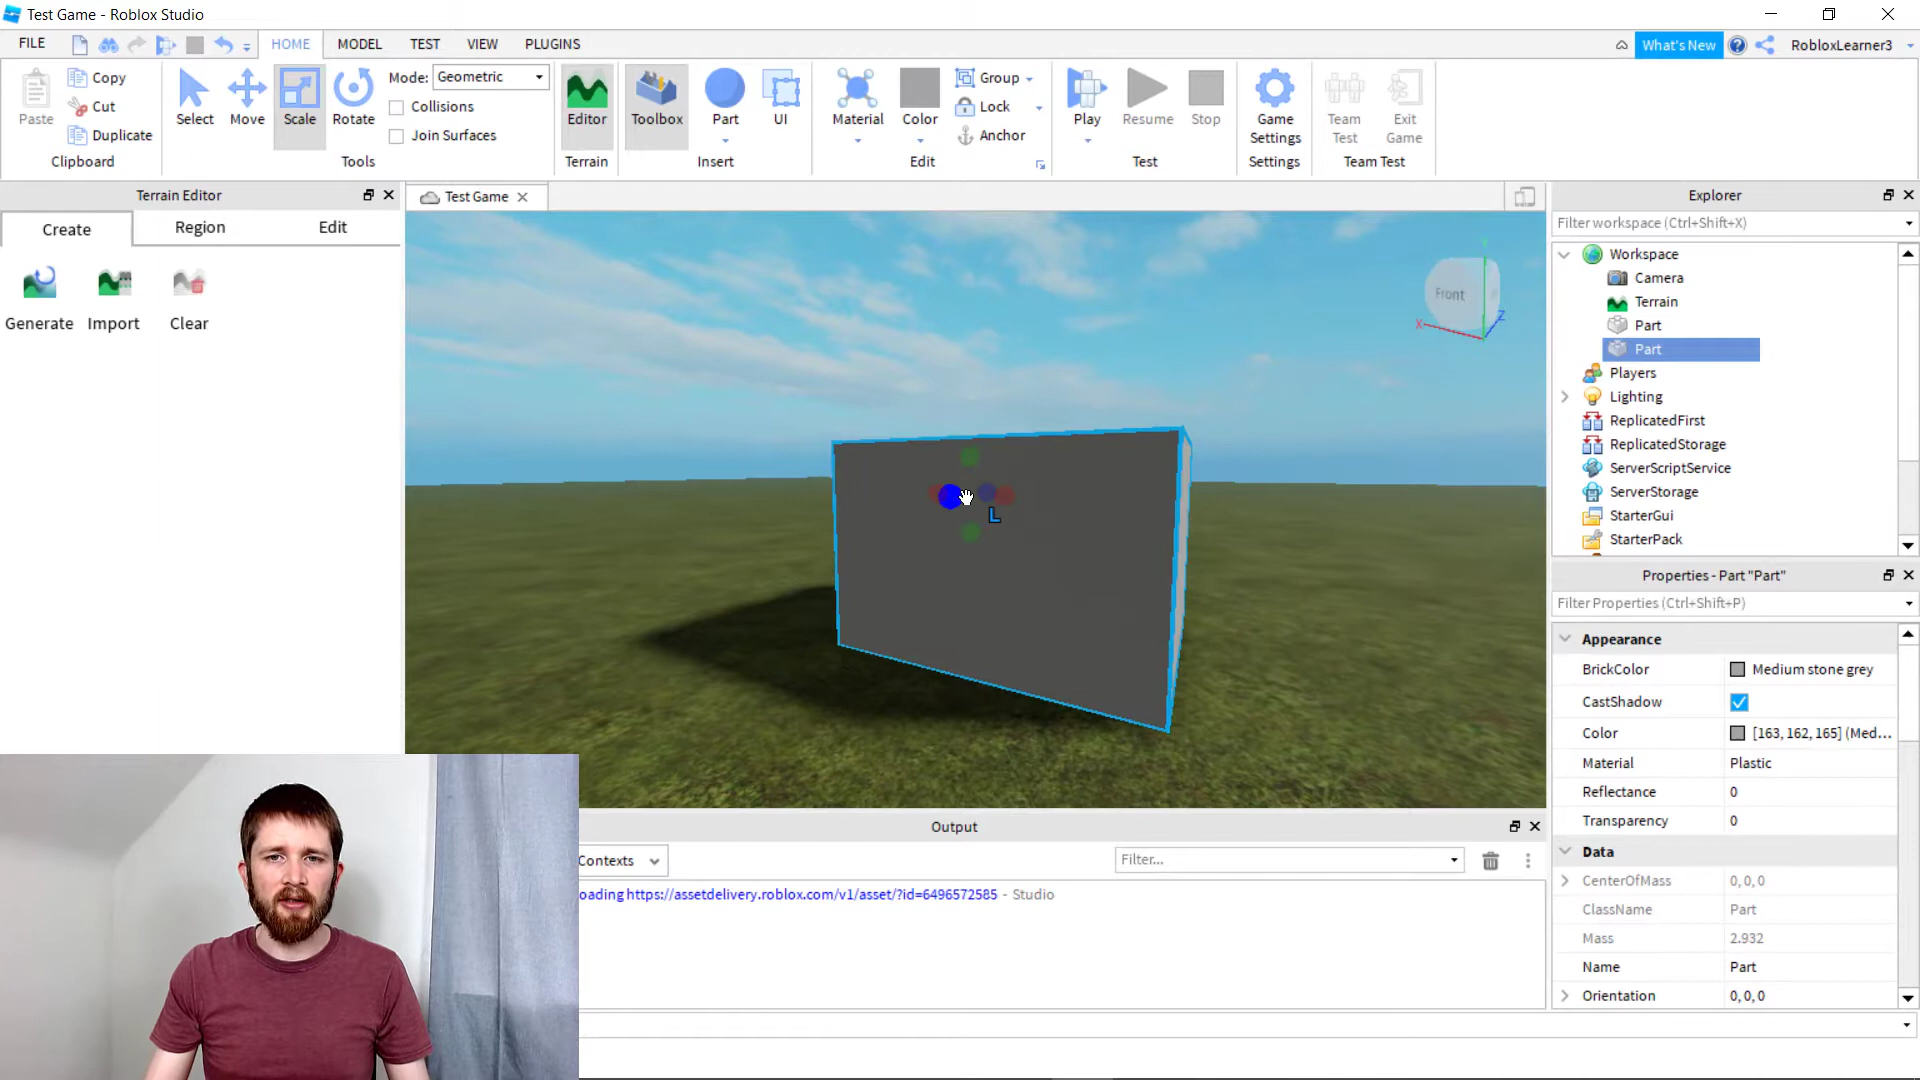 Test Game - Roblox Studio
FILE HOME MODEL TEST VIEW PLUGINS What's New RobloxLearner3
Copy
Cut
Duplicate
Paste
Clipboard
Select Move Scale Rotate
Mode: Geometric
Collisions
Join Surfaces
Tools
Editor
Terrain
Toolbox Part UI
Insert
Material Color
Group
Lock
Anchor
Edit
Play Resume Stop
Test
Game Settings
Settings
Team Test
Exit Game
Team Test
Terrain Editor
Create Region Edit
Generate Import Clear
Test Game
Front
X
Y
Z
L
Explorer
Filter workspace (Ctrl+Shift+X)
Workspace
Camera
Terrain
Part
Part
Players
Lighting
ReplicatedFirst
ReplicatedStorage
ServerScriptService
ServerStorage
StarterGui
StarterPack
Properties - Part "Part"
Filter Properties (Ctrl+Shift+P)
Appearance
BrickColor Medium stone grey
CastShadow
Color [163, 162, 165] (Med...
Material Plastic
Reflectance 0
Transparency 0
Data
CenterOfMass 0, 0, 0
ClassName Part
Mass 2.932
Name Part
Orientation 0, 0, 0
Output
Contexts
Filter...
oading https://assetdelivery.roblox.com/v1/asset/?id=6496572585 - Studio